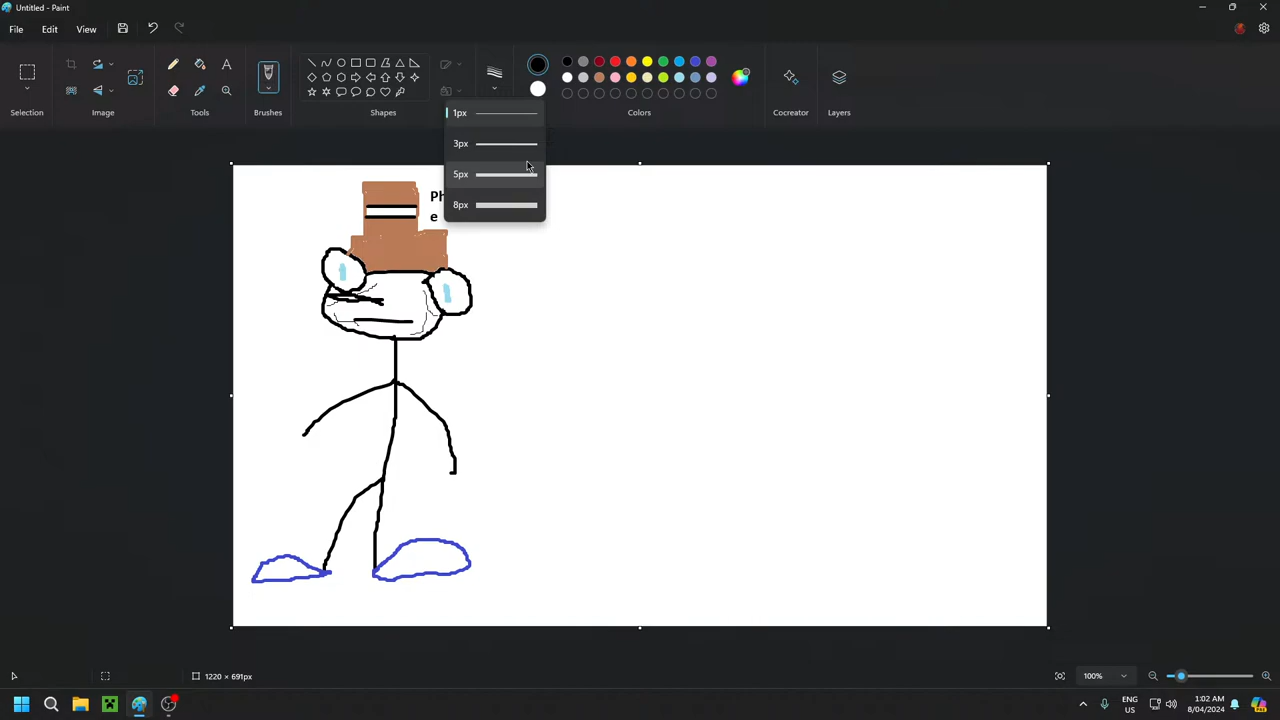 Untitled - Paint
File Edit View
Selection Image Tools Brushes Shapes Colors Cocreator Layers
1px
3px
5px
8px
Ph
e
1220 × 691px
100%
ENG
US
1:02 AM
8/04/2024